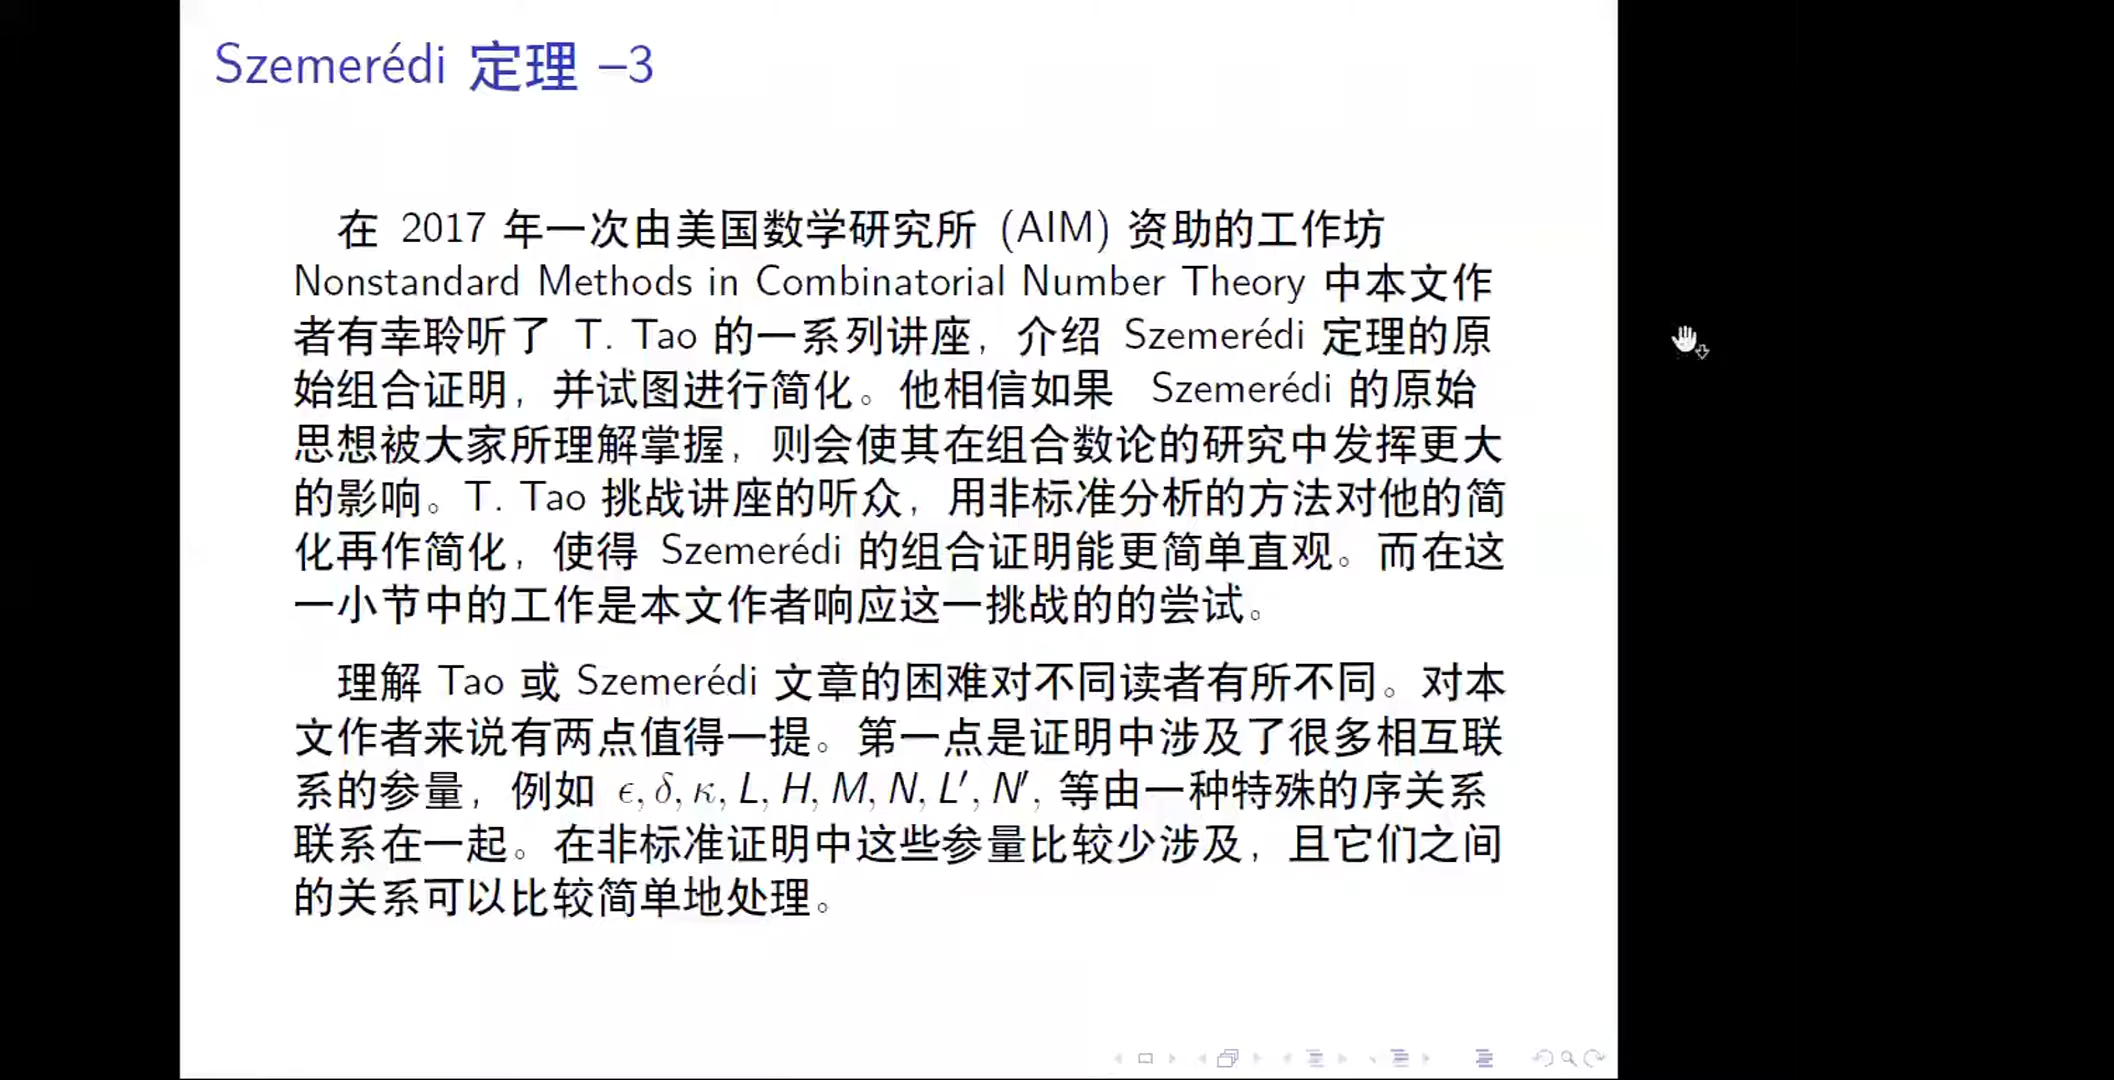 Szemerédi 定理 –3
在 2017 年一次由美国数学研究所 (AIM) 资助的工作坊
Nonstandard Methods in Combinatorial Number Theory 中本文作
者有幸聆听了 T. Tao 的一系列讲座，介绍 Szemerédi 定理的原
始组合证明，并试图进行简化。他相信如果 Szemerédi 的原始
思想被大家所理解掌握，则会使其在组合数论的研究中发挥更大
的影响。T. Tao 挑战讲座的听众，用非标准分析的方法对他的简
化再作简化，使得 Szemerédi 的组合证明能更简单直观。而在这
一小节中的工作是本文作者响应这一挑战的的尝试。
理解 Tao 或 Szemerédi 文章的困难对不同读者有所不同。对本
文作者来说有两点值得一提。第一点是证明中涉及了很多相互联
系的参量，例如 ϵ, δ, κ, L, H, M, N, L′, N′, 等由一种特殊的序关系
联系在一起。在非标准证明中这些参量比较少涉及，且它们之间
的关系可以比较简单地处理。